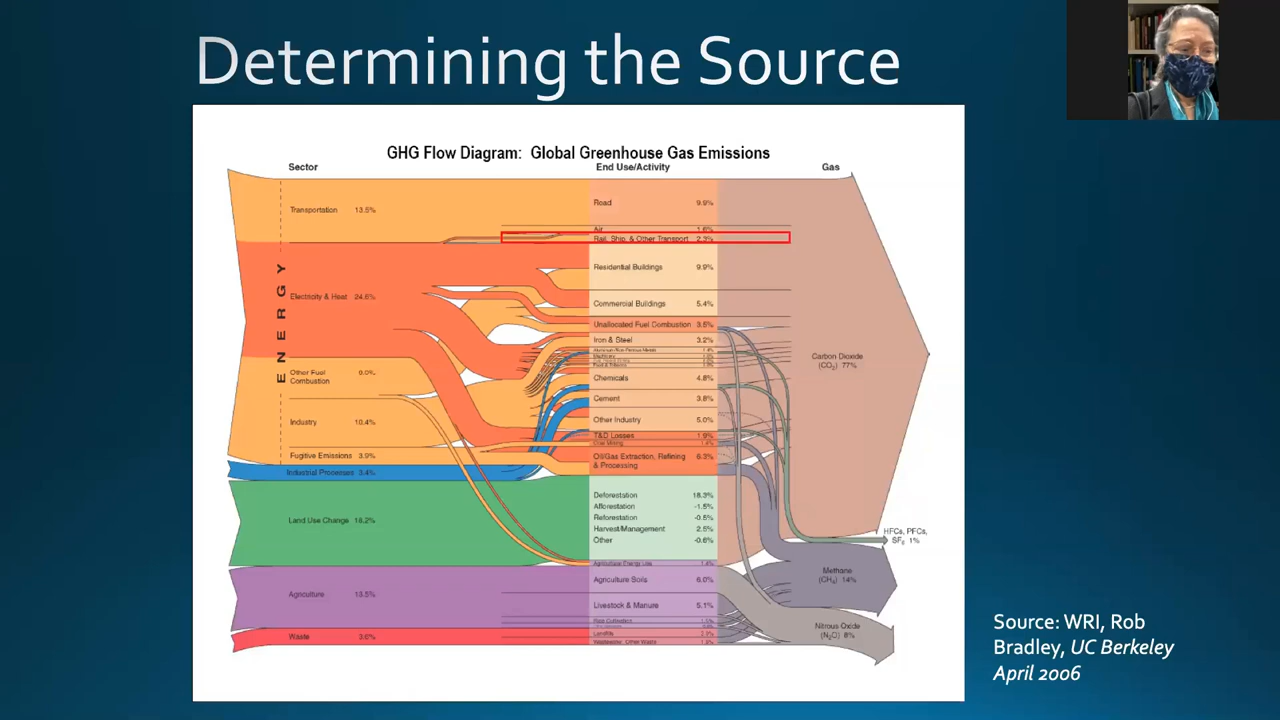 Determining the Source
GHG Flow Diagram: Global Greenhouse Gas Emissions
Sector
End Use/Activity
Gas
ENERGY
Transportation 13.5%
Electricity & Heat 24.6%
Other Fuel
Combustion
Industry 10.4%
Fugitive Emissions 3.9%
Industrial Processes 3.4%
Land Use Change 18.2%
Agriculture
Waste 3.6%
Road 9.9%
Air 1.6%
Rail, Ship, & Other Transport 2.3%
Residential Buildings 9.9%
Commercial Buildings 5.4%
Unallocated Fuel Combustion 3.5%
Iron & Steel 3.2%
Chemicals 4.8%
Cement 3.8%
Other Industry 5.0%
T&D Losses 1.9%
Coal Mining 1.4%
Oil/Gas Extraction, Refining 6.3%
& Processing
Deforestation 18.3%
Afforestation -1.5%
Reforestation -0.5%
Harvest/Management 2.5%
Other -0.6%
Agricultural Energy Use 1.4%
Agriculture Soils 6.0%
Livestock & Manure 5.1%
Rice Cultivation
Landfills
Wastewater, Other Waste
Carbon Dioxide
(CO₂) 77%
HFCs, PFCs,
SF₆ 1%
Methane
(CH₄) 14%
Nitrous Oxide
(N₂O) 8%
Source: WRI, Rob
Bradley, UC Berkeley
April 2006